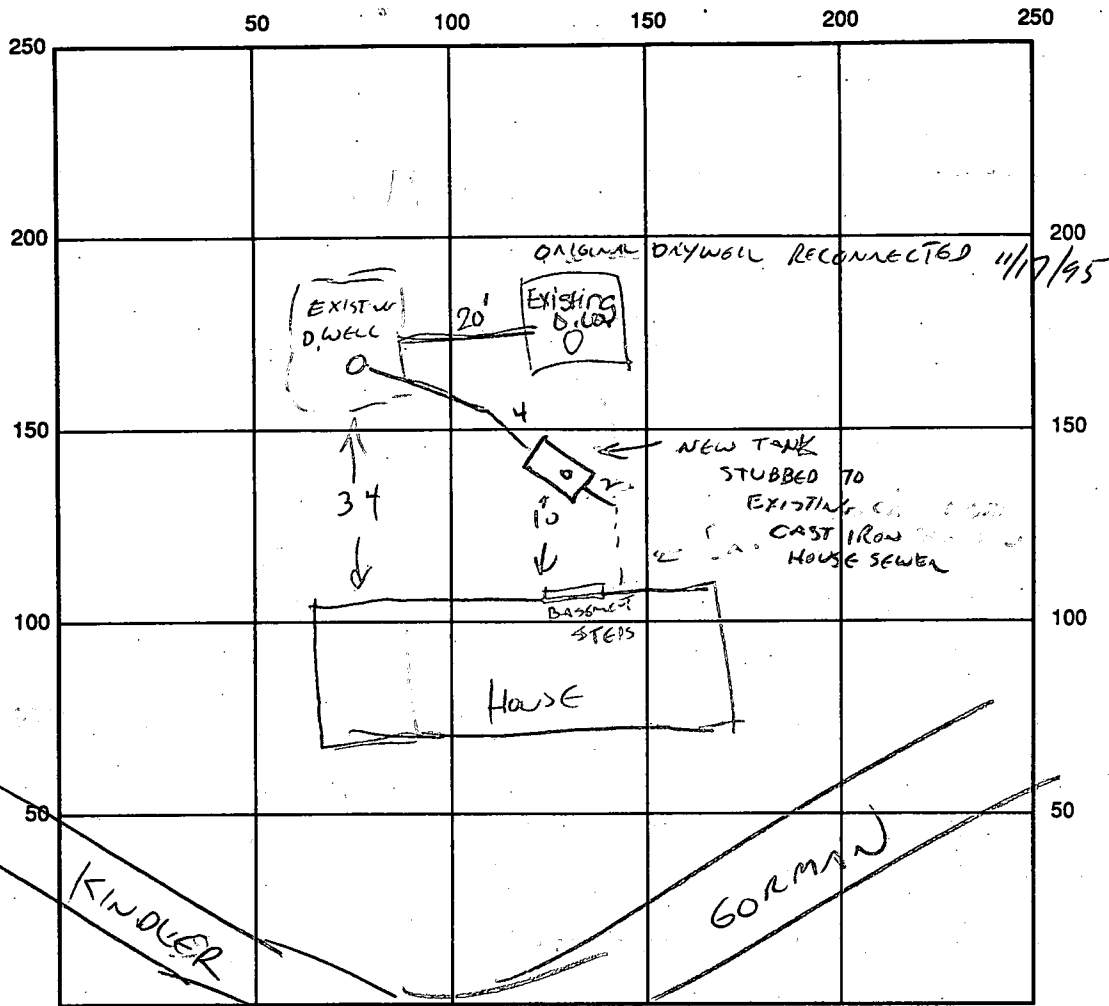 50 100 150 200 250
250
200 200
ORIGINAL DRYWELL RECONNECTED 11/17/95
EXISTING
D.WELL
20'
Existing
D.Well
150 150
4
NEW TANK
STUBBED TO
EXISTING
CAST IRON
HOUSE SEWER
2
34
10
100 100
BASEMENT
STEPS
HOUSE
50 50
KINDLER
GORMAN